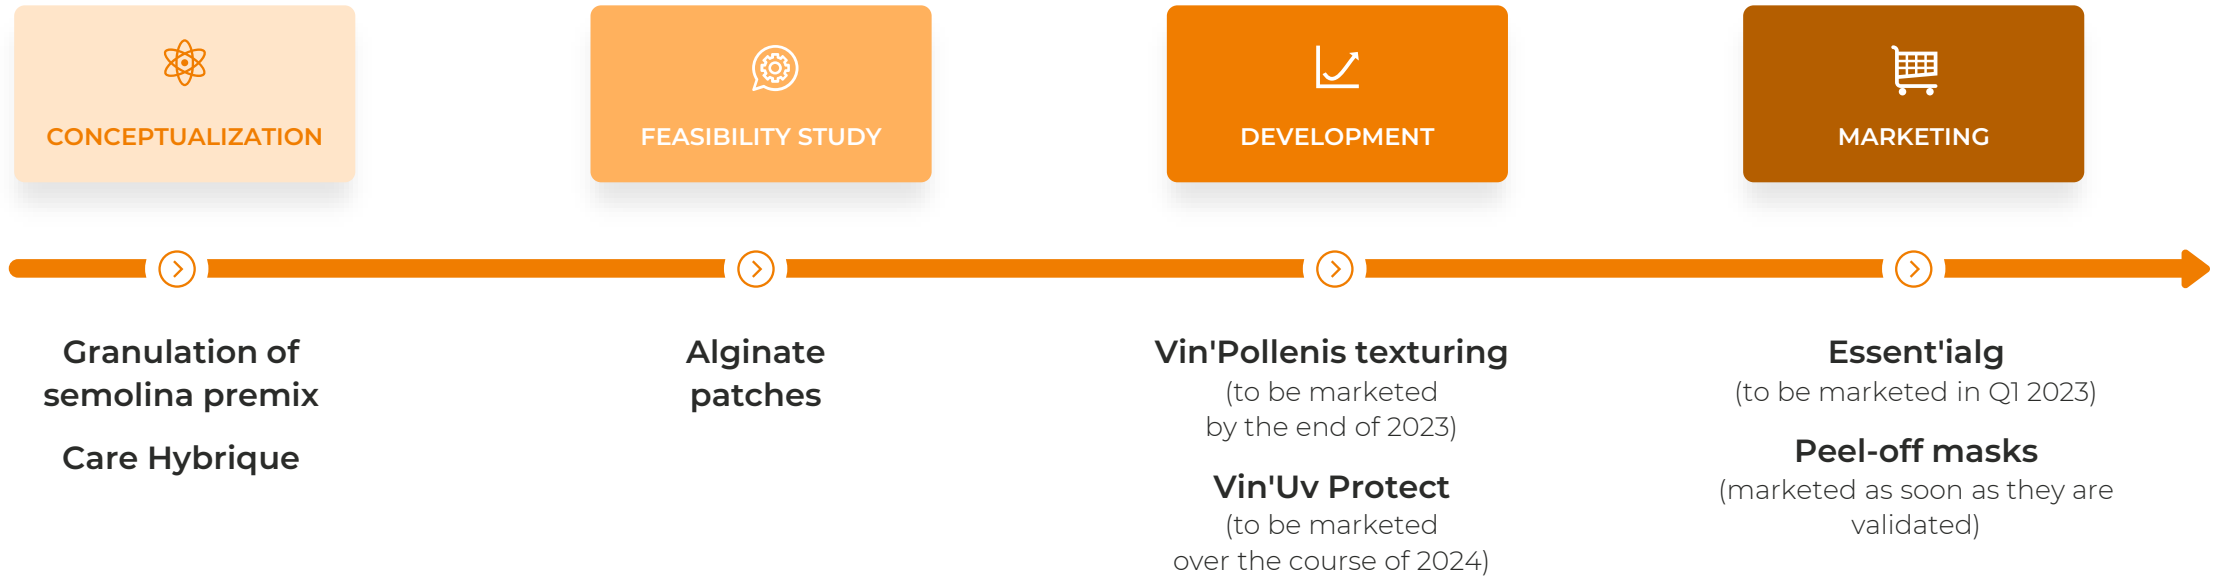 CONCEPTUALIZATION
FEASIBILITY STUDY
DEVELOPMENT
MARKETING
Granulation of
semolina premix
Care Hybrique
Alginate
patches
Vin'Pollenis texturing
(to be marketed
by the end of 2023)
Vin'Uv Protect
(to be marketed
over the course of 2024)
Essent'ialg
(to be marketed in Q1 2023)
Peel-off masks
(marketed as soon as they are
validated)